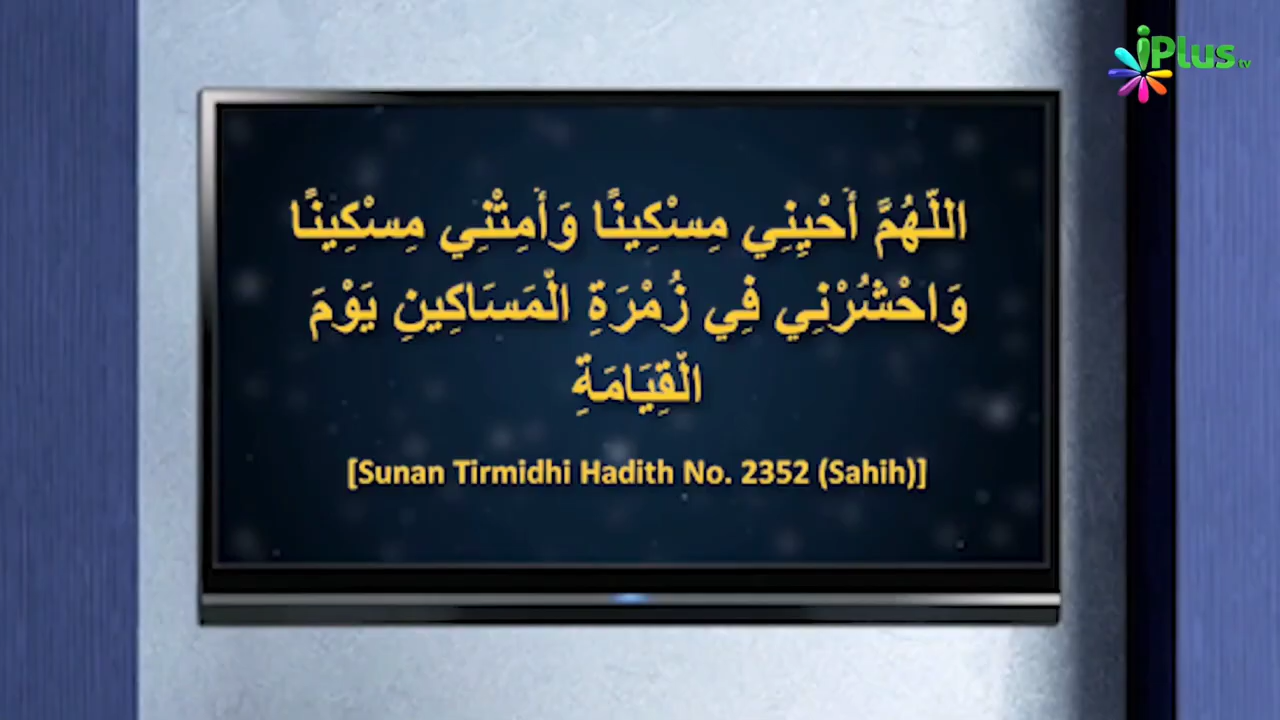 iPlus tv
اللّهُمَّ أَحْيِنِي مِسْكِينًا وَأَمِتْنِي مِسْكِينًا
وَاحْشُرْنِي فِي زُمْرَةِ الْمَسَاكِينِ يَوْمَ
الْقِيَامَةِ
[Sunan Tirmidhi Hadith No. 2352 (Sahih)]